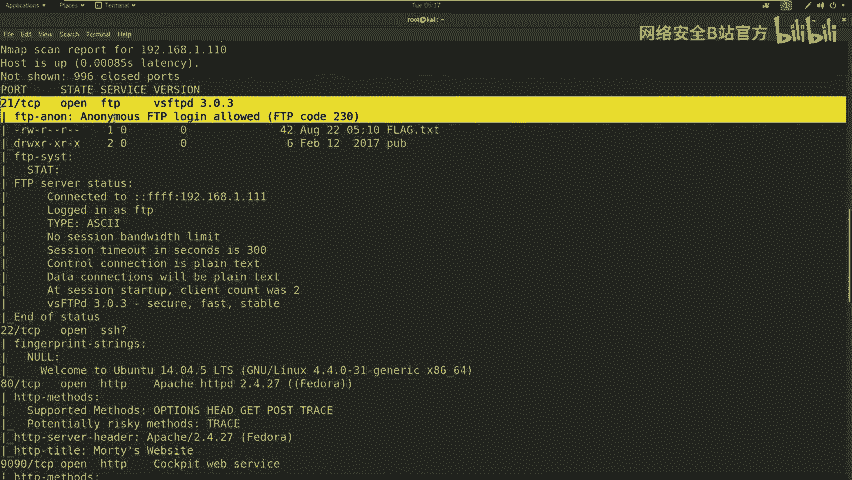 Applications Places Terminal
root@kali: ~
File Edit View Search Terminal Help
网络安全B站官方 bilibili
Nmap scan report for 192.168.1.110
Host is up (0.00085s latency).
Not shown: 996 closed ports
PORT     STATE SERVICE VERSION
21/tcp   open  ftp     vsftpd 3.0.3
| ftp-anon: Anonymous FTP login allowed (FTP code 230)
| -rw-r--r--    1 0        0              42 Aug 22 05:10 FLAG.txt
|_drwxr-xr-x    2 0        0               6 Feb 12  2017 pub
| ftp-syst:
|   STAT:
| FTP server status:
|      Connected to ::ffff:192.168.1.111
|      Logged in as ftp
|      TYPE: ASCII
|      No session bandwidth limit
|      Session timeout in seconds is 300
|      Control connection is plain text
|      Data connections will be plain text
|      At session startup, client count was 2
|      vsFTPd 3.0.3 - secure, fast, stable
|_End of status
22/tcp   open  ssh?
| fingerprint-strings:
|   NULL:
|_    Welcome to Ubuntu 14.04.5 LTS (GNU/Linux 4.4.0-31-generic x86_64)
80/tcp   open  http    Apache httpd 2.4.27 ((Fedora))
| http-methods:
|   Supported Methods: OPTIONS HEAD GET POST TRACE
|_  Potentially risky methods: TRACE
|_http-server-header: Apache/2.4.27 (Fedora)
|_http-title: Morty's Website
9090/tcp open  http    Cockpit web service
| http-methods: